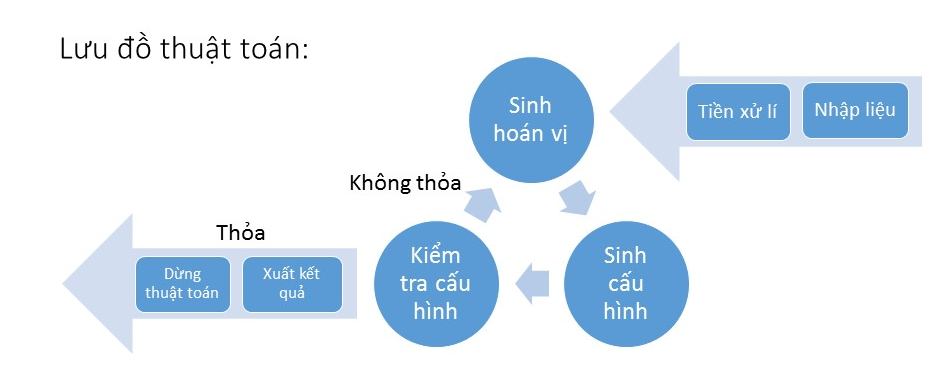 Lưu đồ thuật toán:
Sinh
hoán vị
Tiền xử lí
Nhập liệu
Không thỏa
Thỏa
Dừng
thuật toán
Xuất kết
quả
Kiểm
tra cấu
hình
Sinh
cấu
hình